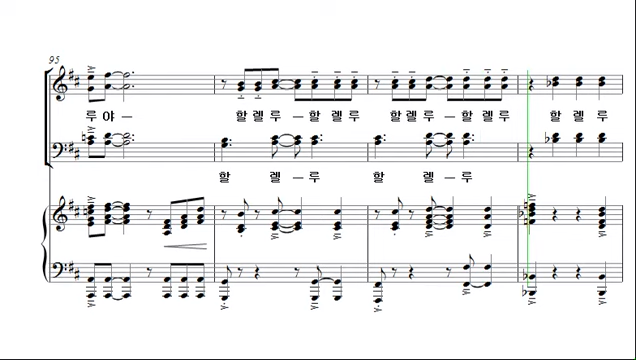 95
루야 – 할렐루 – 할렐루 할렐루 – 할렐루 할렐루
할 렐 – 루 할 렐 – 루